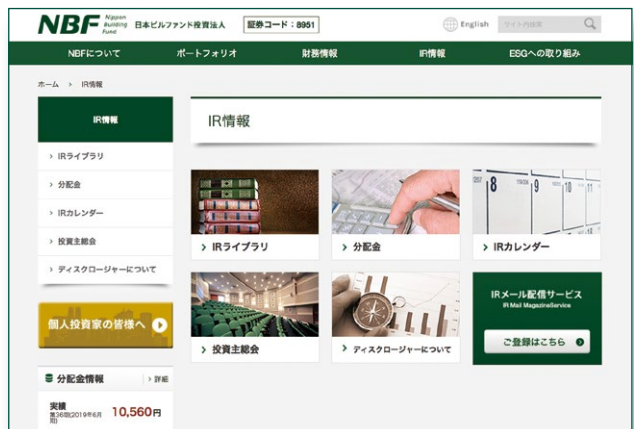 NBF Nippon Building Fund 日本ビルファンド投資法人 証券コード：8951 English サイト内検索
NBFについて ポートフォリオ 財務情報 IR情報 ESGへの取り組み
ホーム > IR情報
IR情報
> IRライブラリ
> 分配金
> IRカレンダー
> 投資主総会
> ディスクロージャーについて
個人投資家の皆様へ
分配金情報 > 詳細
実績
第36期(2019年6月期)
10,560円
IR情報
> IRライブラリ
> 分配金
8 9 10 11
> IRカレンダー
> 投資主総会
> ディスクロージャーについて
IRメール配信サービス
IR Mail MagazineService
ご登録はこちら